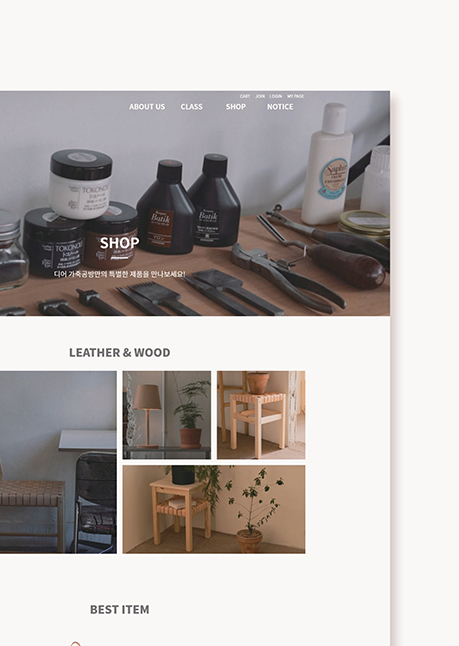 CART JOIN LOGIN MY PAGE
ABOUT US CLASS SHOP NOTICE
TOKONOLE
Batik
Batik
TOKONOLE
SHOP
디어 가죽공방만의 특별한 제품을 만나보세요!
LEATHER & WOOD
BEST ITEM